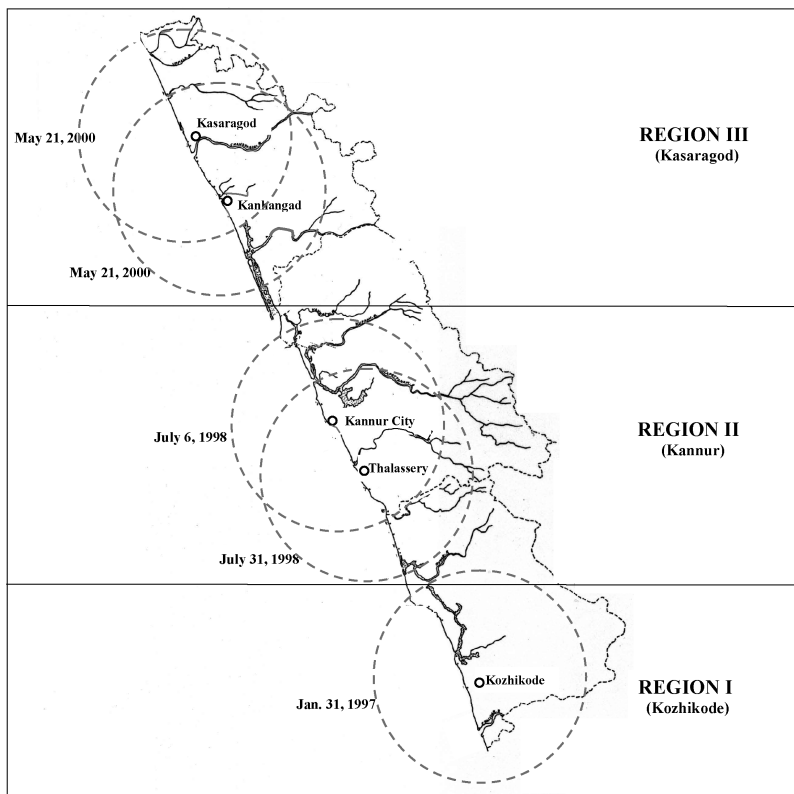 Kasaragod
May 21, 2000
REGION III
(Kasaragod)
Kanhangad
May 21, 2000
Kannur City
July 6, 1998
REGION II
(Kannur)
Thalassery
July 31, 1998
Kozhikode
REGION I
(Kozhikode)
Jan. 31, 1997